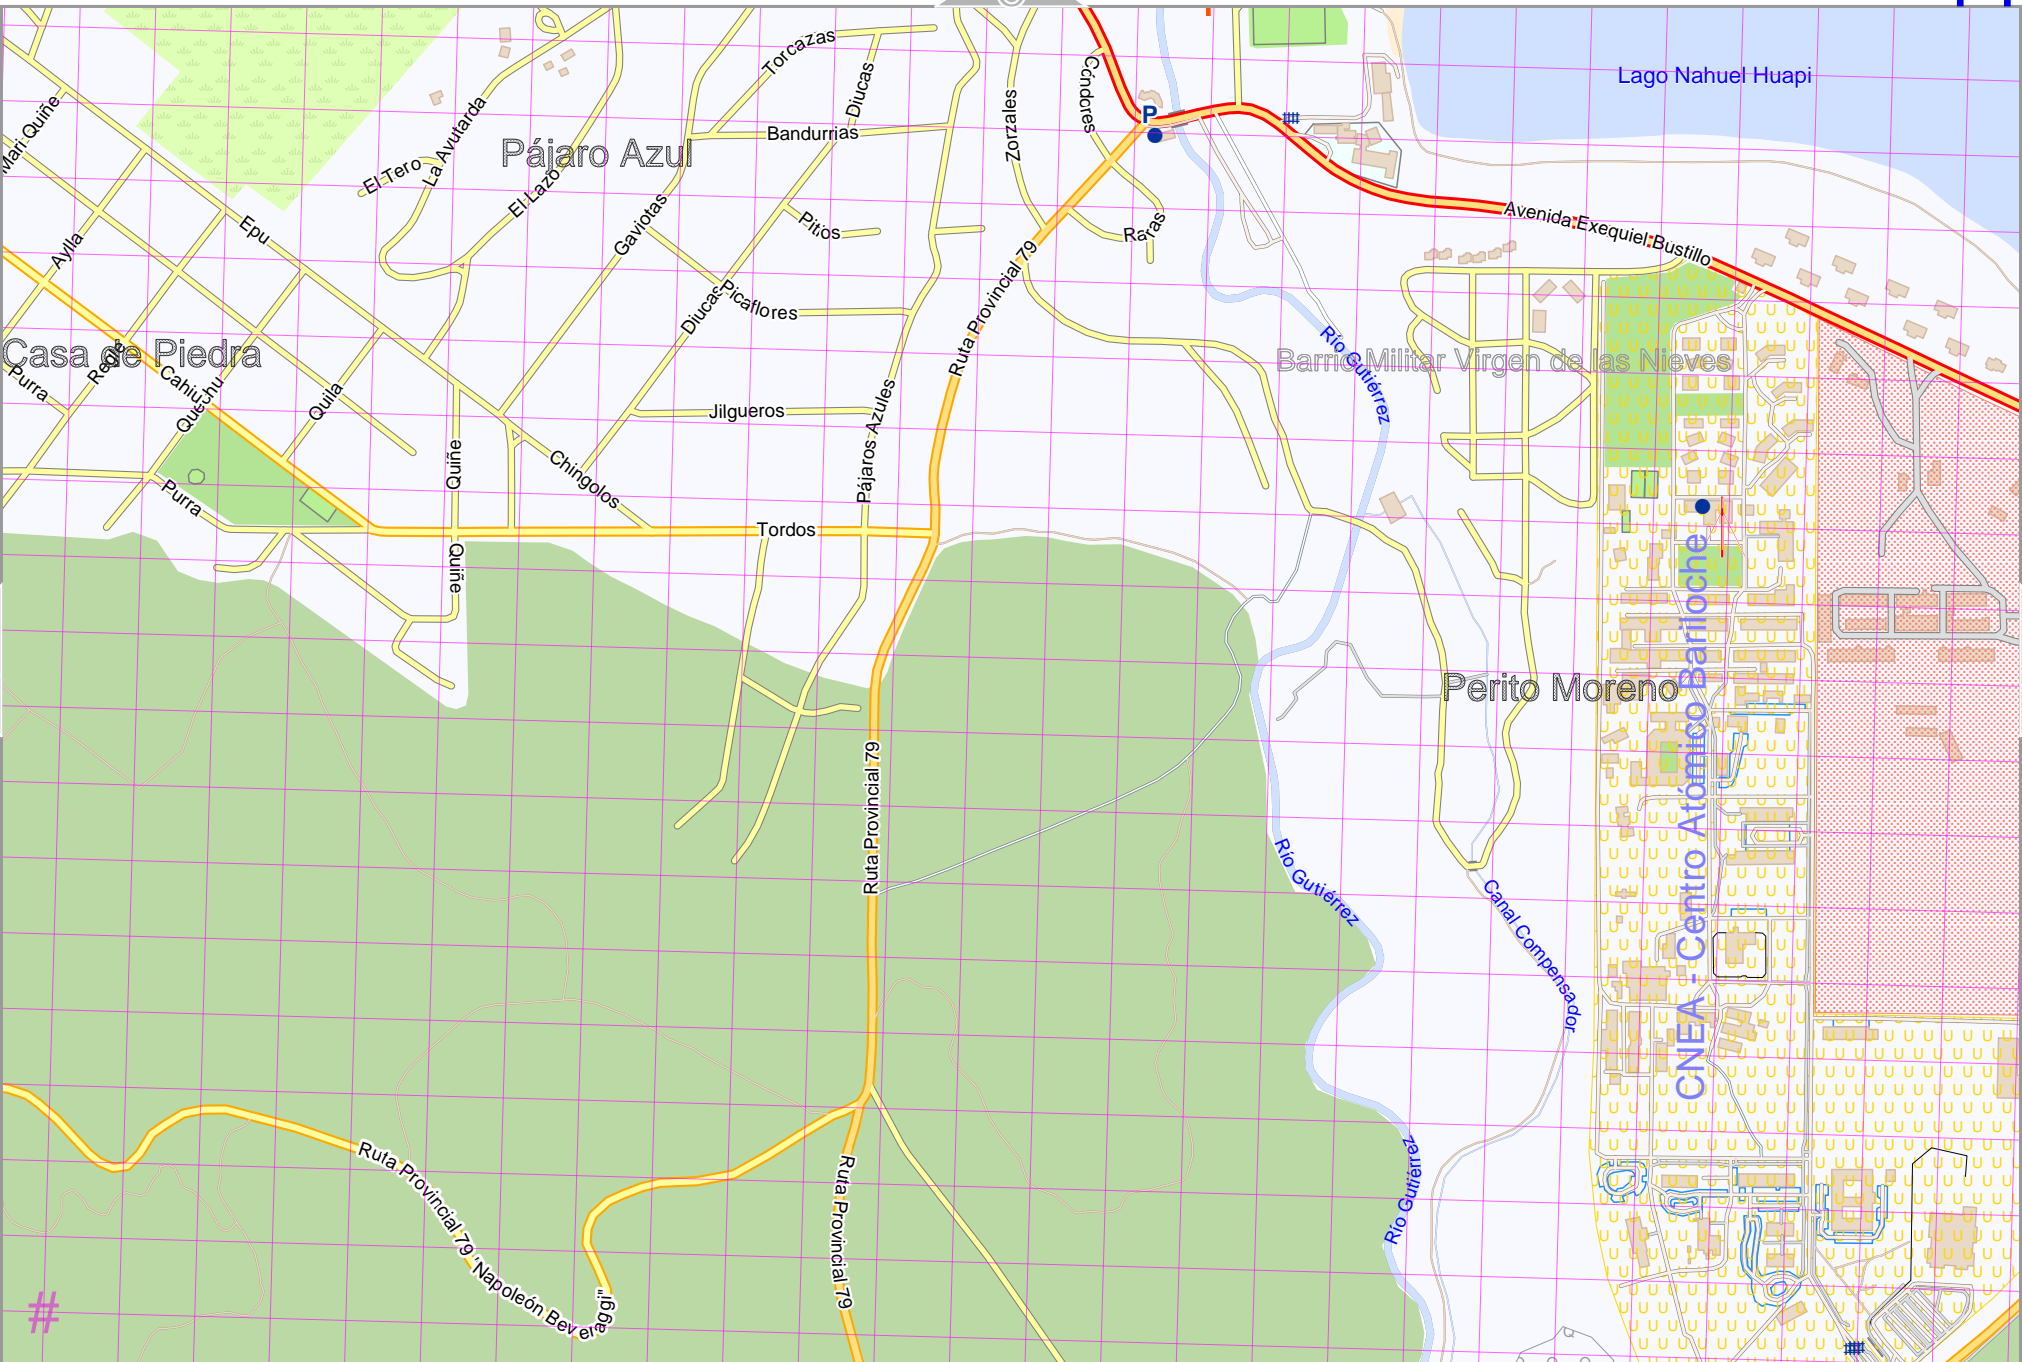 Lago Nahuel Huapi
Torcazas
Diucas
Cóndores
Zorzales
Mari Quiñe
La Avutarda
P
Bandurrias
Pájaro Azul
El Tero
El Lazo
Gaviotas
Pitios
Raras
Avenida Exequiel Bustillo
Epu
Aylla
Ruta Provincial 79
Picaflores
Diucas
Río Gutiérrez
Casa de Piedra
Barrio Militar Virgen de las Nieves
Purra
Cahiu
Quechu
Quila
Jilgueros
Pájaros Azules
Quiñe
Chingolos
Purra
Tordos
Quiñe
Perito Moreno
CNEA - Centro Atómico Bariloche
Ruta Provincial 79
Río Gutiérrez
Canal Compensador
Ruta Provincial 79 "Napoleón Beveraggi"
Ruta Provincial 79
Río Gutiérrez
#